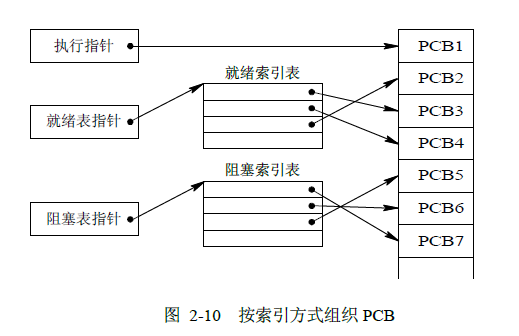 执行指针
PCB1
就绪索引表
PCB2
PCB3
就绪表指针
PCB4
阻塞索引表
PCB5
阻塞表指针
PCB6
PCB7
图 2-10 按索引方式组织 PCB